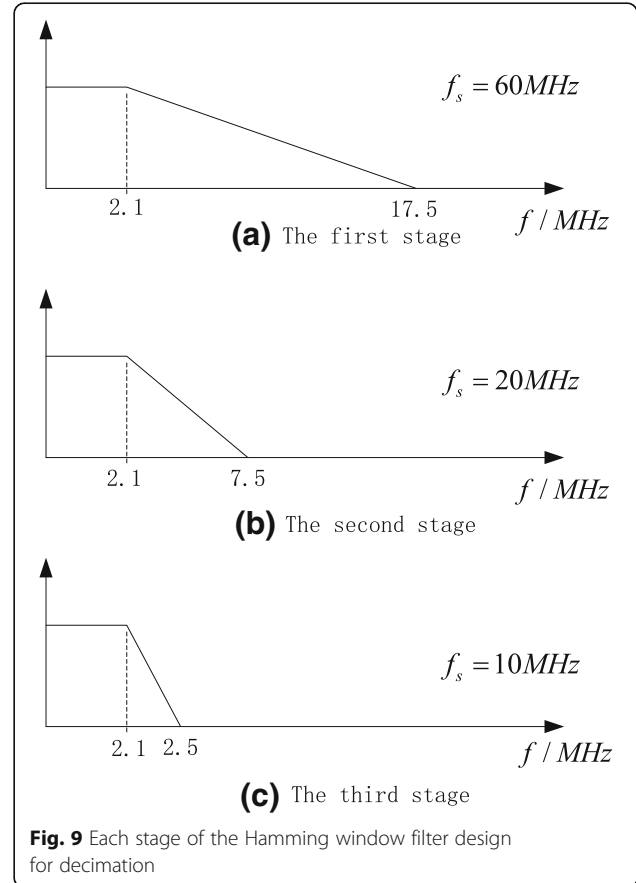 f_s = 60MHz
2.1 17.5 f / MHz
(a) The first stage
f_s = 20MHz
2.1 7.5 f / MHz
(b) The second stage
f_s = 10MHz
2.1 2.5 f / MHz
(c) The third stage
Fig. 9 Each stage of the Hamming window filter design
for decimation